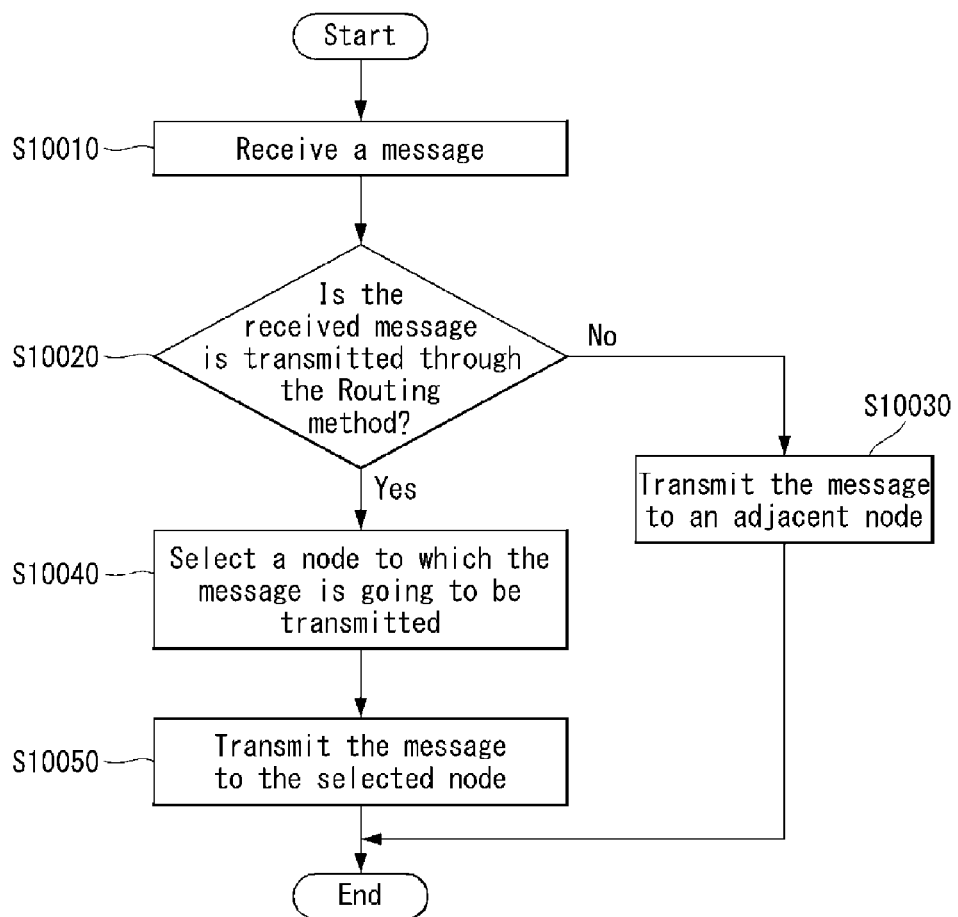 Start
S10010
Receive a message
S10020
Is the
received message
is transmitted through
the Routing
method?
No
S10030
Transmit the message
to an adjacent node
Yes
S10040
Select a node to which the
message is going to be
transmitted
S10050
Transmit the message
to the selected node
End